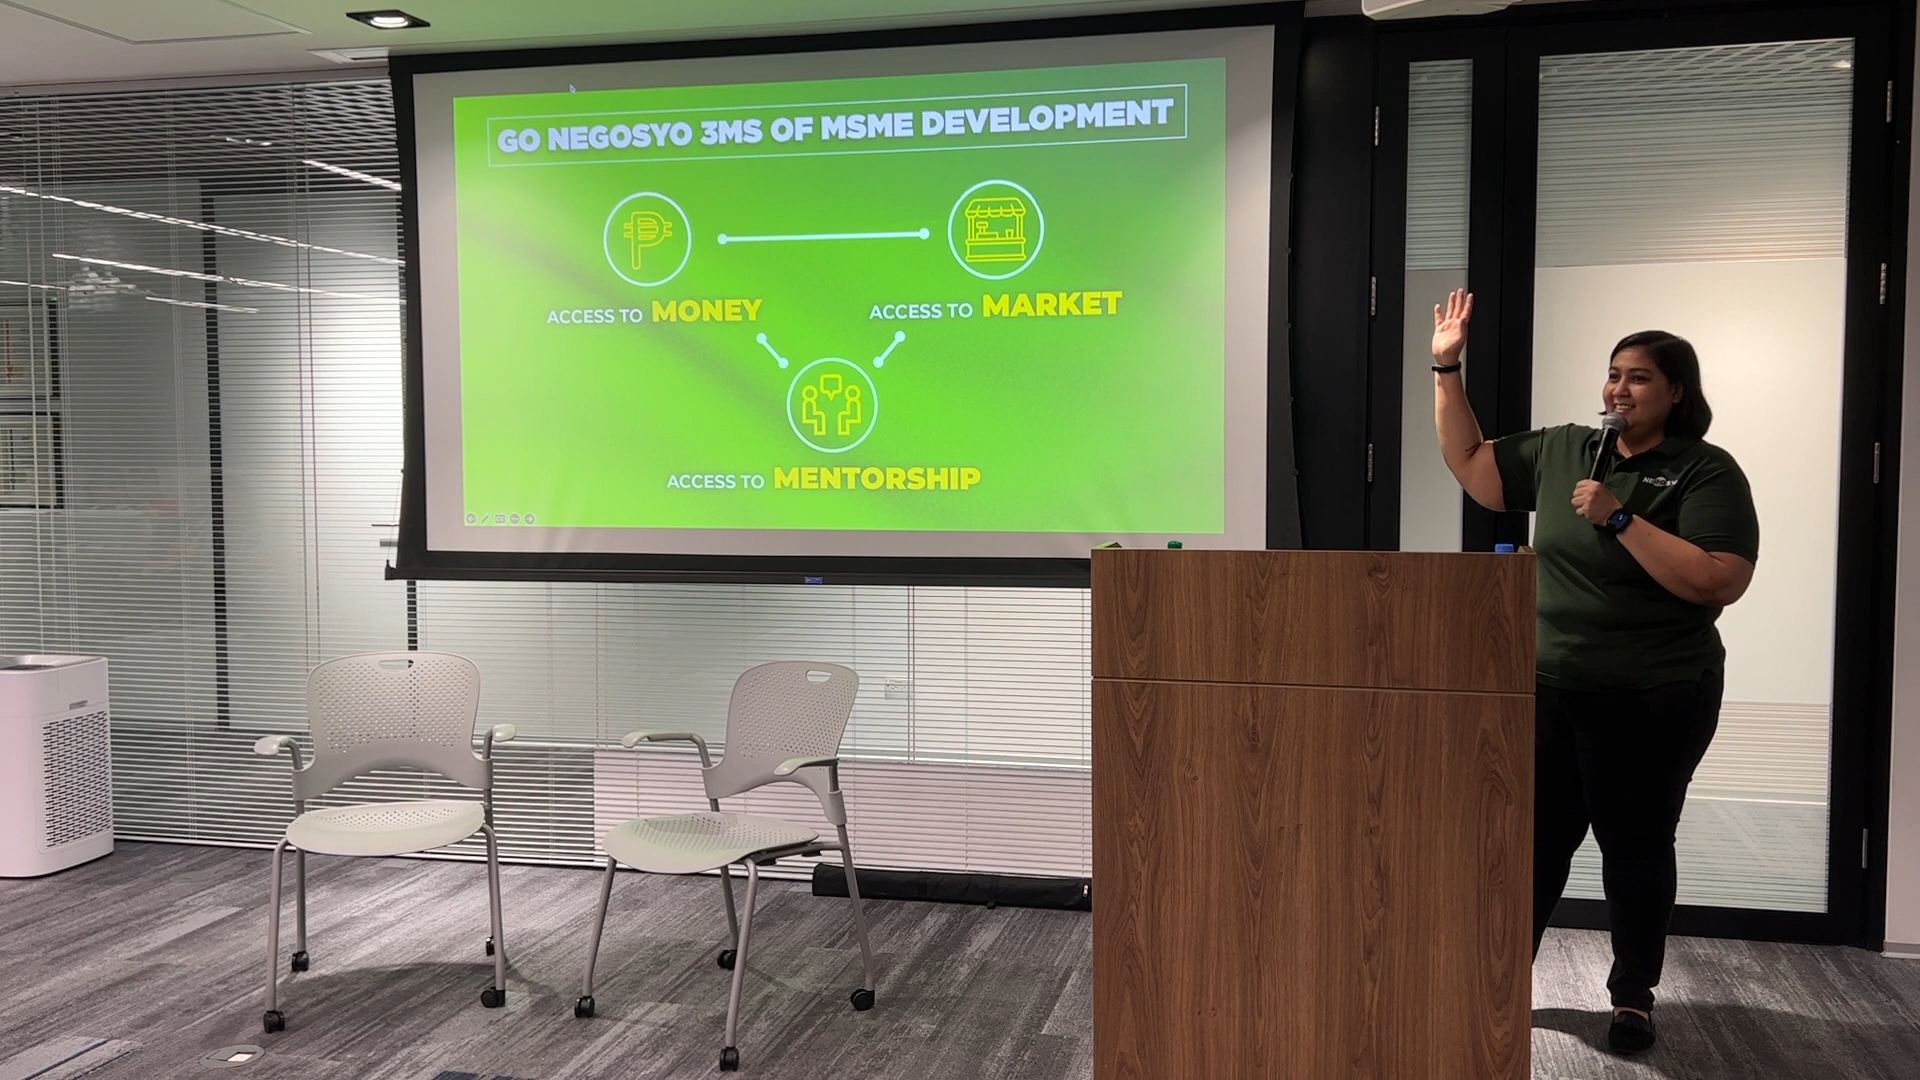 GO NEGOSYO 3MS OF MSME DEVELOPMENT
ACCESS TO MONEY
ACCESS TO MARKET
ACCESS TO MENTORSHIP